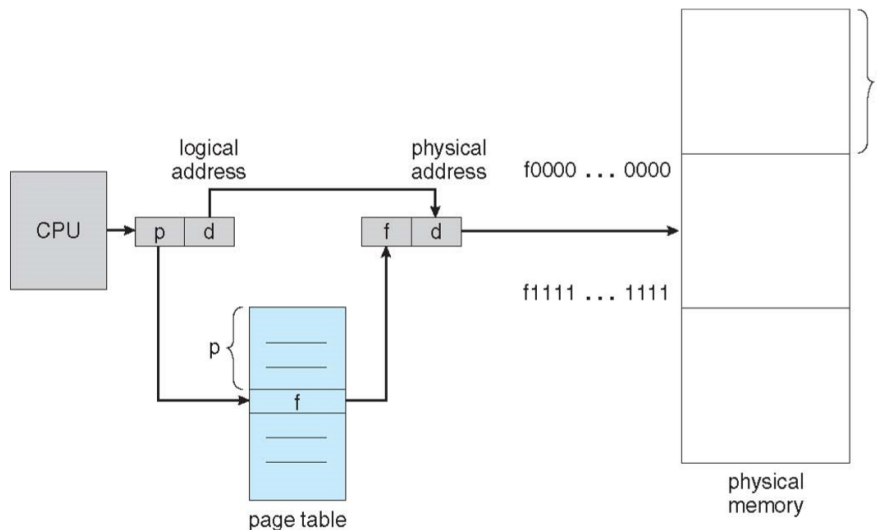 logical
address
physical
address
f0000 ... 0000
CPU
p
d
f
d
f1111 ... 1111
p
f
page table
physical
memory